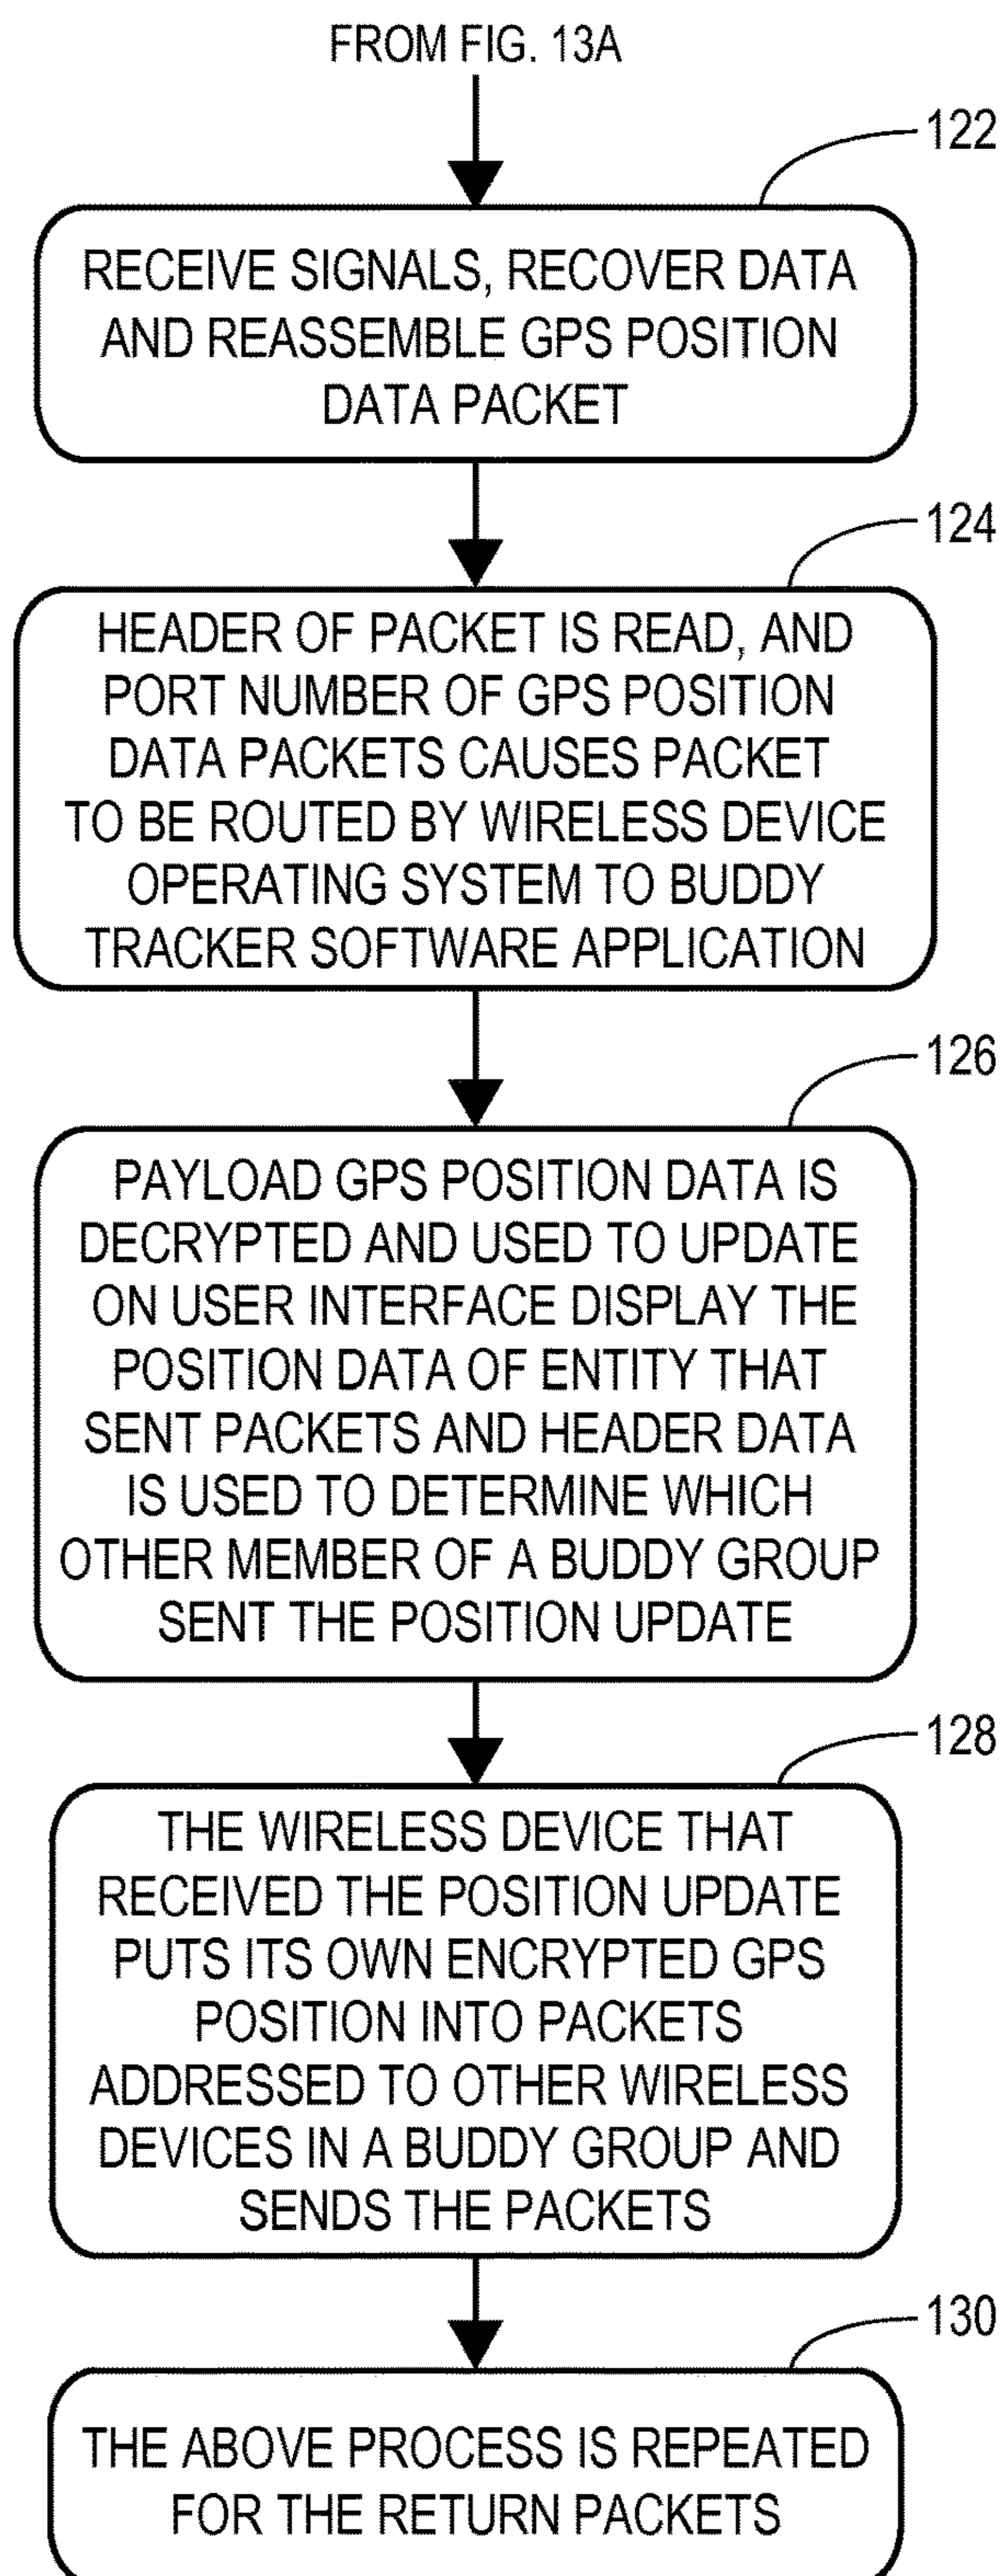 FROM FIG. 13A
122
RECEIVE SIGNALS, RECOVER DATA
AND REASSEMBLE GPS POSITION
DATA PACKET
124
HEADER OF PACKET IS READ, AND
PORT NUMBER OF GPS POSITION
DATA PACKETS CAUSES PACKET
TO BE ROUTED BY WIRELESS DEVICE
OPERATING SYSTEM TO BUDDY
TRACKER SOFTWARE APPLICATION
126
PAYLOAD GPS POSITION DATA IS
DECRYPTED AND USED TO UPDATE
ON USER INTERFACE DISPLAY THE
POSITION DATA OF ENTITY THAT
SENT PACKETS AND HEADER DATA
IS USED TO DETERMINE WHICH
OTHER MEMBER OF A BUDDY GROUP
SENT THE POSITION UPDATE
128
THE WIRELESS DEVICE THAT
RECEIVED THE POSITION UPDATE
PUTS ITS OWN ENCRYPTED GPS
POSITION INTO PACKETS
ADDRESSED TO OTHER WIRELESS
DEVICES IN A BUDDY GROUP AND
SENDS THE PACKETS
130
THE ABOVE PROCESS IS REPEATED
FOR THE RETURN PACKETS